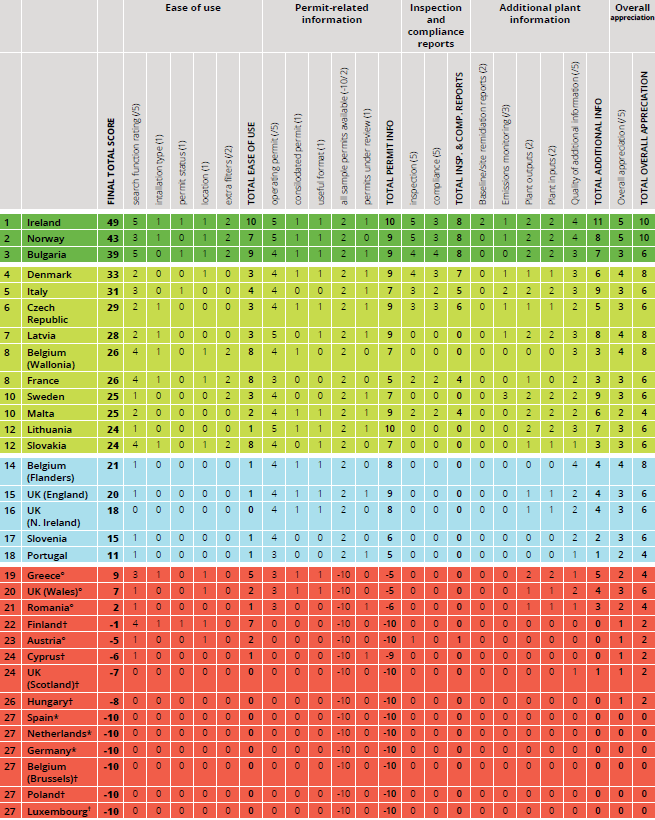 Ease of use
Permit-related
information
Inspection
and
compliance
reports
Additional plant
information
Overall
appreciation
FINAL TOTAL SCORE
search function rating (/5)
intallation type (1)
permit status (1)
location (1)
extra filters (/2)
TOTAL EASE OF USE
operating permit (/5)
consliodated permit (1)
useful format (1)
all sample permits available (-10/2)
permits under review (1)
TOTAL PERMIT INFO
inspection (5)
compliance (5)
TOTAL INSP. & COMP. REPORTS
Baseline/site remidation reports (2)
Emissions monitoring (/3)
Plant outputs (2)
Plant inputs (2)
Quality of additional information (/5)
TOTAL ADDITIONAL INFO
Overall appreciation (/5)
TOTAL OVERALL APPRECIATION
1 Ireland 49 5 1 1 1 2 10 5 1 1 2 1 10 5 3 8 2 1 2 2 4 11 5 10
2 Norway 43 3 1 0 1 2 7 5 1 1 2 0 9 5 3 8 0 1 2 2 4 8 5 10
3 Bulgaria 39 5 0 1 1 2 9 4 1 1 2 1 9 4 4 8 0 0 2 2 3 7 3 6
4 Denmark 33 2 0 0 1 0 3 4 1 1 2 1 9 4 3 7 0 1 1 1 3 6 4 8
5 Italy 31 3 0 1 0 0 4 4 0 0 2 1 7 3 2 5 0 2 2 2 3 9 3 6
6 Czech 29 2 1 0 0 0 3 4 1 1 2 1 9 3 3 6 0 1 1 1 2 5 3 6
Republic
7 Latvia 28 2 1 0 0 0 3 5 0 1 2 1 9 0 0 0 0 1 2 2 3 8 4 8
8 Belgium 26 4 1 0 1 2 8 4 1 0 2 0 7 0 0 0 0 0 0 0 3 3 4 8
(Wallonia)
8 France 26 4 1 0 1 2 8 3 0 0 2 0 5 2 2 4 0 0 1 0 2 3 3 6
10 Sweden 25 1 0 0 0 2 3 4 0 0 2 1 7 0 0 0 0 3 2 2 2 9 3 6
10 Malta 25 2 0 0 0 0 2 4 1 1 2 1 9 2 2 4 0 0 2 2 2 6 2 4
12 Lithuania 24 1 0 0 0 0 1 5 1 1 2 1 10 0 0 0 0 0 2 2 3 7 3 6
12 Slovakia 24 4 1 0 1 2 8 4 0 1 2 0 7 0 0 0 0 0 1 1 1 3 3 6
14 Belgium 21 1 0 0 0 0 1 4 1 1 2 0 8 0 0 0 0 0 0 0 4 4 4 8
(Flanders)
15 UK (England) 20 1 0 0 0 0 1 4 1 1 2 1 9 0 0 0 0 0 1 1 2 4 3 6
16 UK 18 0 0 0 0 0 0 4 1 1 2 0 8 0 0 0 0 0 1 1 2 4 3 6
(N. Ireland)
17 Slovenia 15 1 0 0 0 0 1 4 0 0 2 0 6 0 0 0 0 0 0 0 2 2 3 6
18 Portugal 11 1 0 0 0 0 1 3 0 0 2 1 5 0 0 0 0 0 0 0 1 1 2 4
19 Greece° 9 3 1 0 1 0 5 3 1 1 -10 0 -5 0 0 0 0 0 2 2 1 5 2 4
20 UK (Wales)° 7 1 0 0 1 0 2 3 1 1 -10 0 -5 0 0 0 0 0 1 1 2 4 3 6
21 Romania° 2 1 0 0 0 0 1 3 0 0 -10 1 -6 0 0 0 0 0 1 1 1 3 2 4
22 Finland† -1 4 1 1 1 0 7 0 0 0 -10 0 -10 0 0 0 0 0 0 0 0 0 1 2
23 Austria° -5 1 0 0 1 0 2 0 0 0 -10 0 -10 1 0 1 0 0 0 0 0 0 1 2
24 Cyprus† -6 1 0 0 0 0 1 0 0 0 -10 1 -9 0 0 0 0 0 0 0 0 0 1 2
24 UK -7 0 0 0 0 0 0 0 0 0 -10 0 -10 0 0 0 0 0 0 0 1 1 1 2
(Scotland)†
26 Hungary† -8 0 0 0 0 0 0 0 0 0 -10 0 -10 0 0 0 0 0 0 0 0 0 1 2
27 Spain* -10 0 0 0 0 0 0 0 0 0 -10 0 -10 0 0 0 0 0 0 0 0 0 0 0
27 Netherlands* -10 0 0 0 0 0 0 0 0 0 -10 0 -10 0 0 0 0 0 0 0 0 0 0 0
27 Germany* -10 0 0 0 0 0 0 0 0 0 -10 0 -10 0 0 0 0 0 0 0 0 0 0 0
27 Belgium -10 0 0 0 0 0 0 0 0 0 -10 0 -10 0 0 0 0 0 0 0 0 0 0 0
(Brussels)†
27 Poland† -10 0 0 0 0 0 0 0 0 0 -10 0 -10 0 0 0 0 0 0 0 0 0 0 0
27 Luxembourg† -10 0 0 0 0 0 0 0 0 0 -10 0 -10 0 0 0 0 0 0 0 0 0 0 0